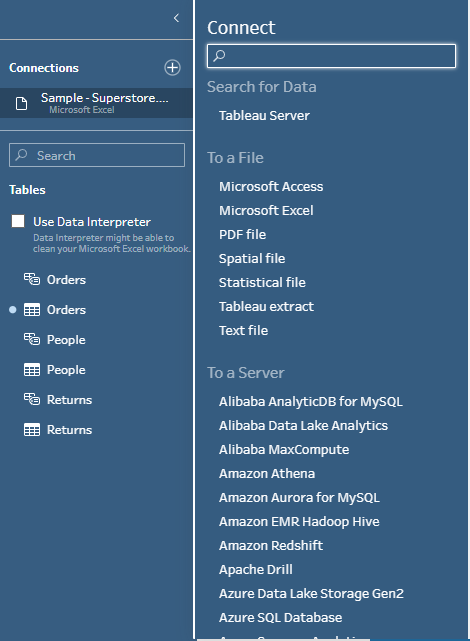 Connections
Sample - Superstore....
Microsoft Excel
Search
Tables
Use Data Interpreter
Data Interpreter might be able to
clean your Microsoft Excel workbook.
Orders
Orders
People
People
Returns
Returns
Connect
Search for Data
Tableau Server
To a File
Microsoft Access
Microsoft Excel
PDF file
Spatial file
Statistical file
Tableau extract
Text file
To a Server
Alibaba AnalyticDB for MySQL
Alibaba Data Lake Analytics
Alibaba MaxCompute
Amazon Athena
Amazon Aurora for MySQL
Amazon EMR Hadoop Hive
Amazon Redshift
Apache Drill
Azure Data Lake Storage Gen2
Azure SQL Database